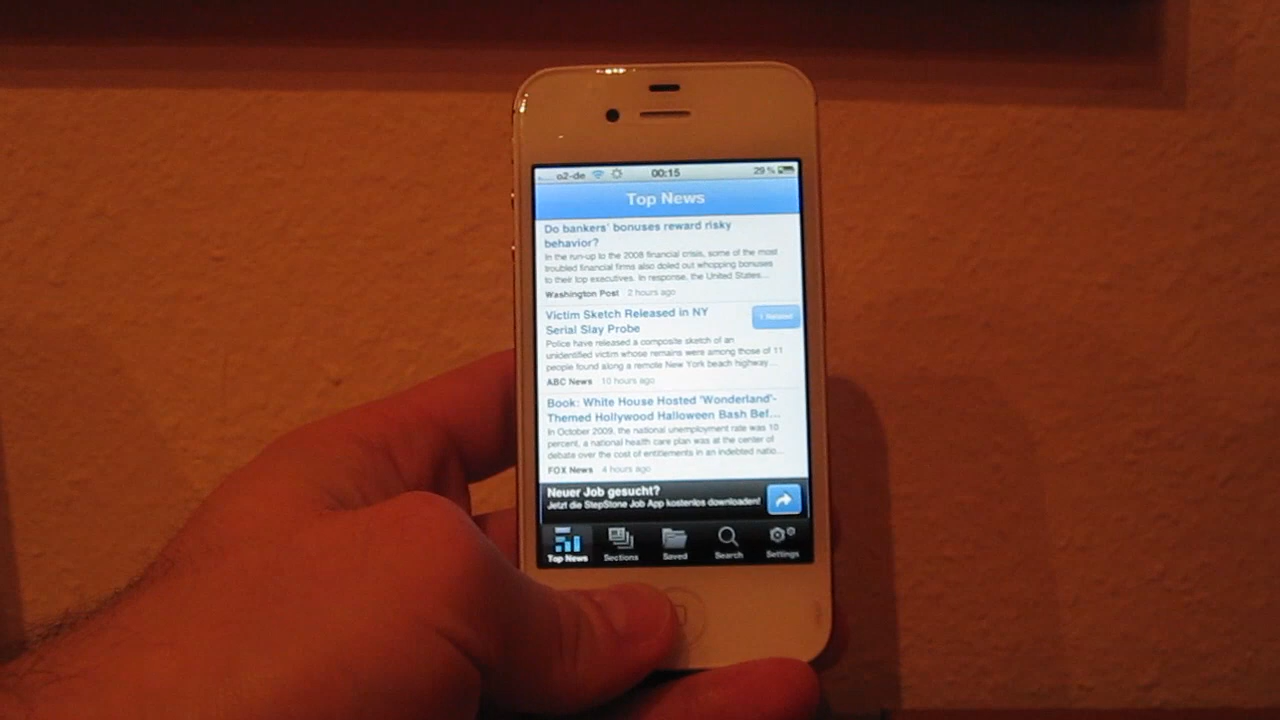 o2-de 00:15 29 %
Top News
Do bankers' bonuses reward risky
behavior?
In the run-up to the 2008 financial crisis, some of the most
troubled financial firms also doled out whopping bonuses
to their top executives. In response, the United States...
Washington Post 2 hours ago
Victim Sketch Released in NY
Serial Slay Probe
1 Related
Police have released a composite sketch of an
unidentified victim whose remains were among those of 11
people found along a remote New York beach highway...
ABC News 10 hours ago
Book: White House Hosted 'Wonderland'-
Themed Hollywood Halloween Bash Bef...
In October 2009, the national unemployment rate was 10
percent, a national health care plan was at the center of
debate over the cost of entitlements in an indebted natio...
FOX News 4 hours ago
Neuer Job gesucht?
Jetzt die StepStone Job App kostenlos downloaden!
Top News Sections Saved Search Settings